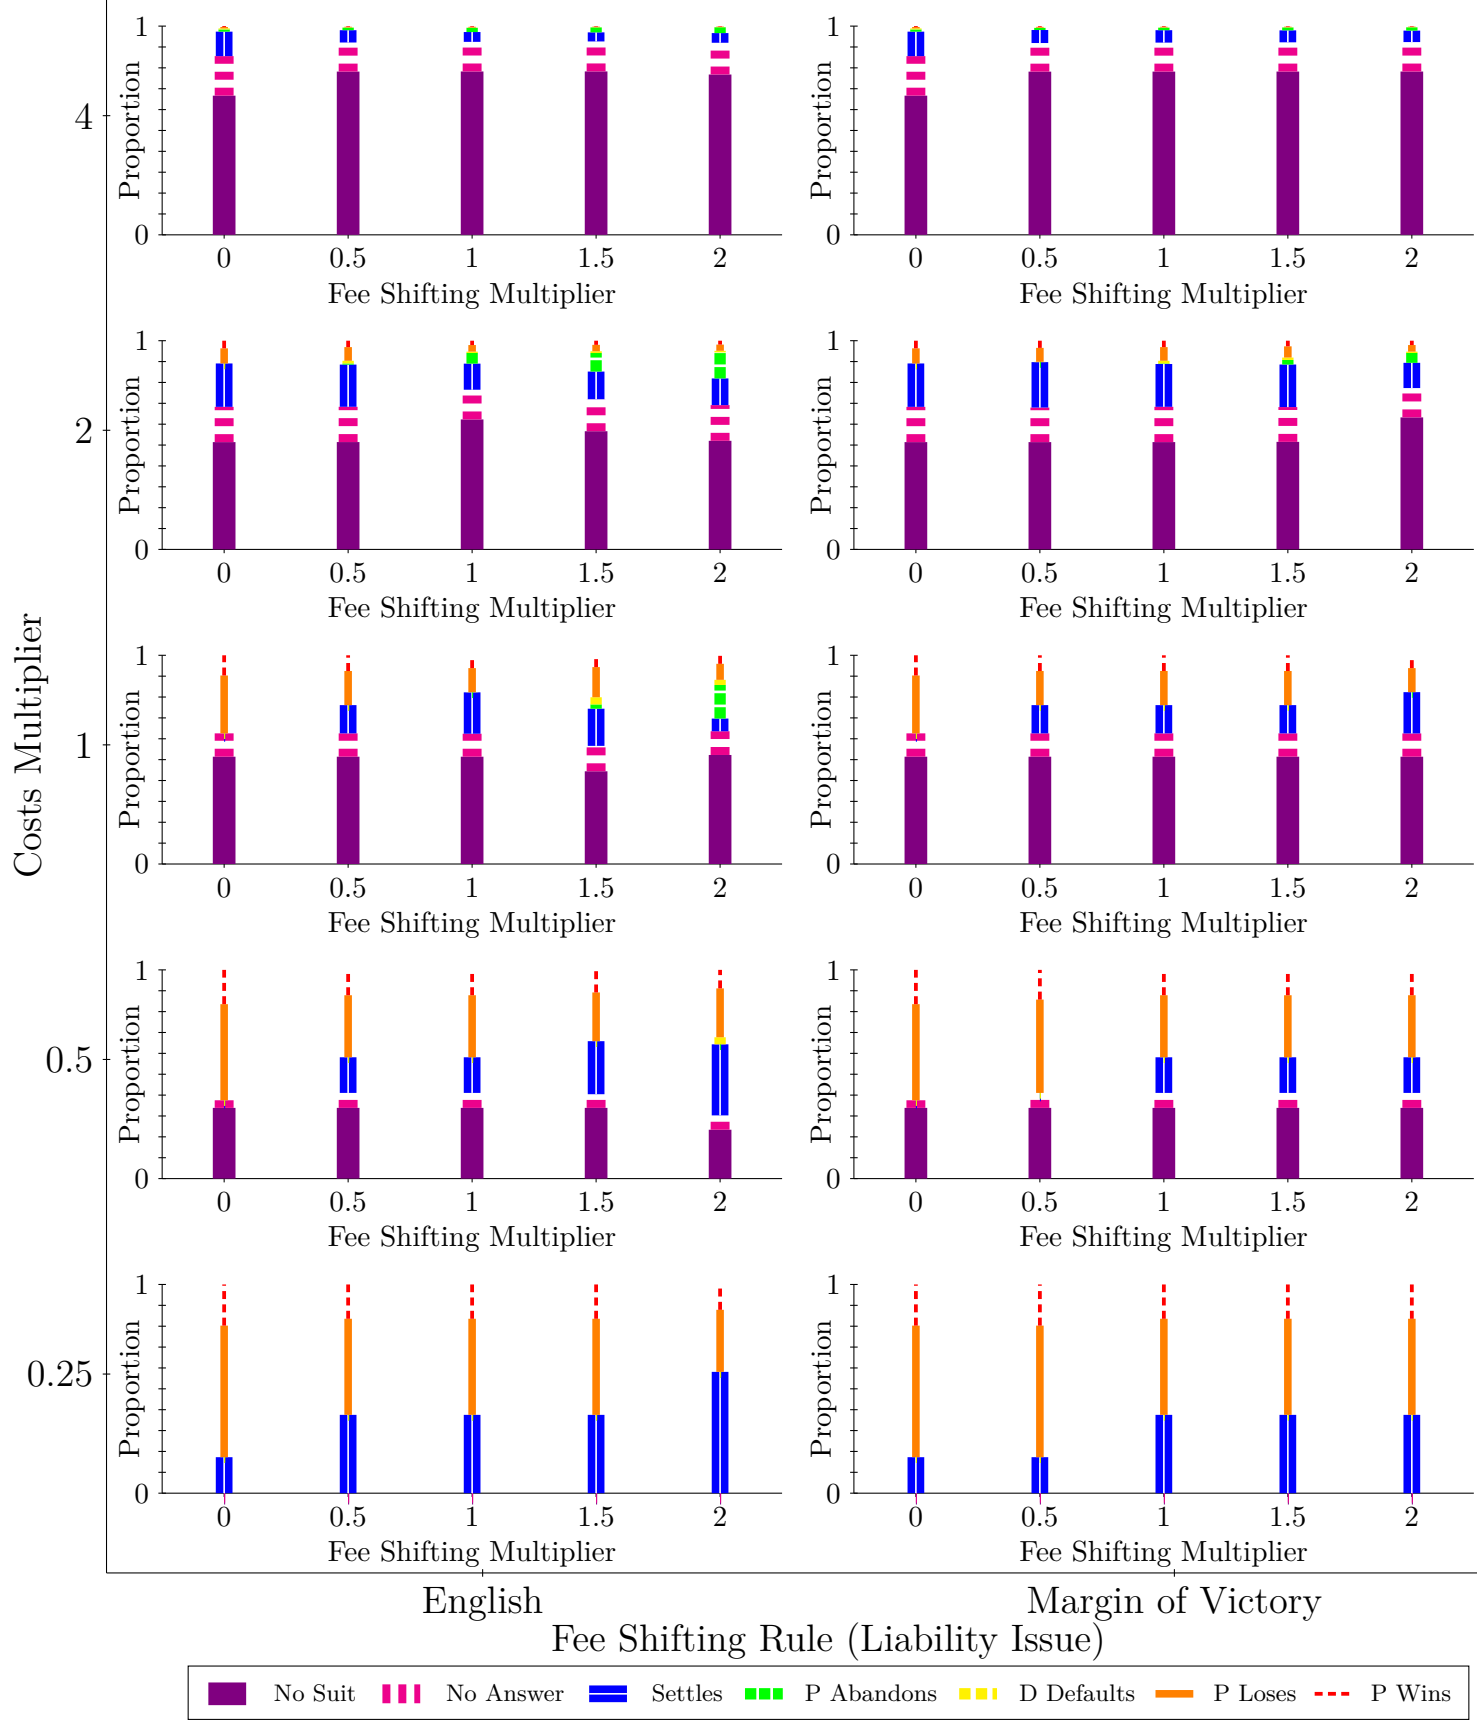 Costs Multiplier
4
Proportion
1
0
0 0.5 1 1.5 2
Fee Shifting Multiplier
Proportion
1
0
0 0.5 1 1.5 2
Fee Shifting Multiplier
2
Proportion
1
0
0 0.5 1 1.5 2
Fee Shifting Multiplier
Proportion
1
0
0 0.5 1 1.5 2
Fee Shifting Multiplier
1
Proportion
1
0
0 0.5 1 1.5 2
Fee Shifting Multiplier
Proportion
1
0
0 0.5 1 1.5 2
Fee Shifting Multiplier
0.5
Proportion
1
0
0 0.5 1 1.5 2
Fee Shifting Multiplier
Proportion
1
0
0 0.5 1 1.5 2
Fee Shifting Multiplier
0.25
Proportion
1
0
0 0.5 1 1.5 2
Fee Shifting Multiplier
Proportion
1
0
0 0.5 1 1.5 2
Fee Shifting Multiplier
English Margin of Victory
Fee Shifting Rule (Liability Issue)
No Suit No Answer Settles P Abandons D Defaults P Loses P Wins